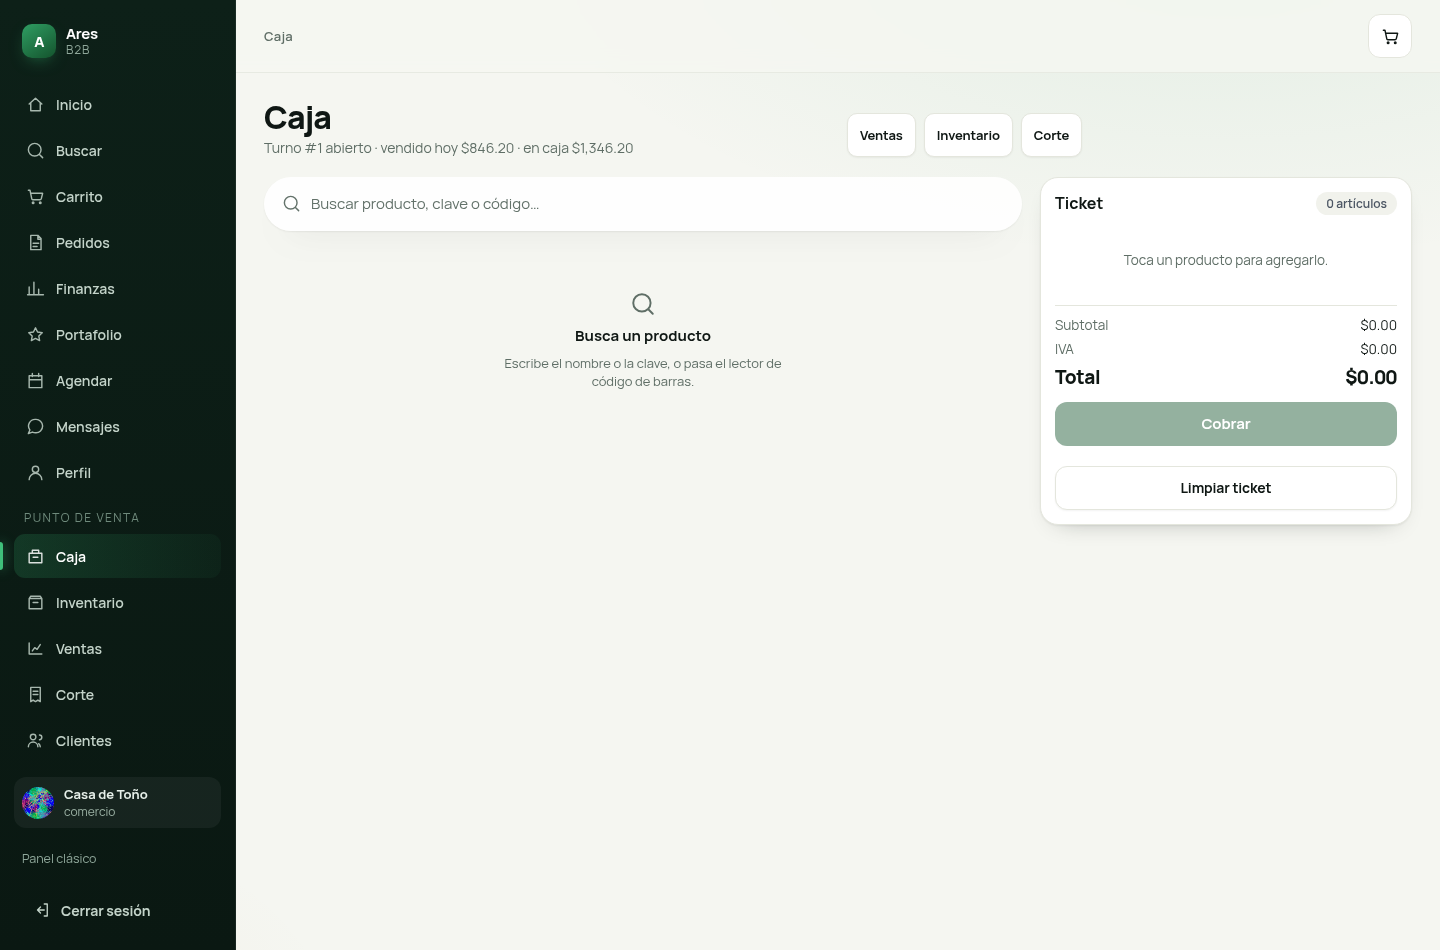 A
Ares
B2B
Inicio
Buscar
Carrito
Pedidos
Finanzas
Portafolio
Agendar
Mensajes
Perfil
PUNTO DE VENTA
Caja
Inventario
Ventas
Corte
Clientes
Casa de Toño
comercio
Panel clásico
Cerrar sesión
Caja
Caja
Turno #1 abierto · vendido hoy $846.20 · en caja $1,346.20
Ventas
Inventario
Corte
Buscar producto, clave o código…
Busca un producto
Escribe el nombre o la clave, o pasa el lector de
código de barras.
Ticket
0 artículos
Toca un producto para agregarlo.
Subtotal $0.00
IVA $0.00
Total $0.00
Cobrar
Limpiar ticket